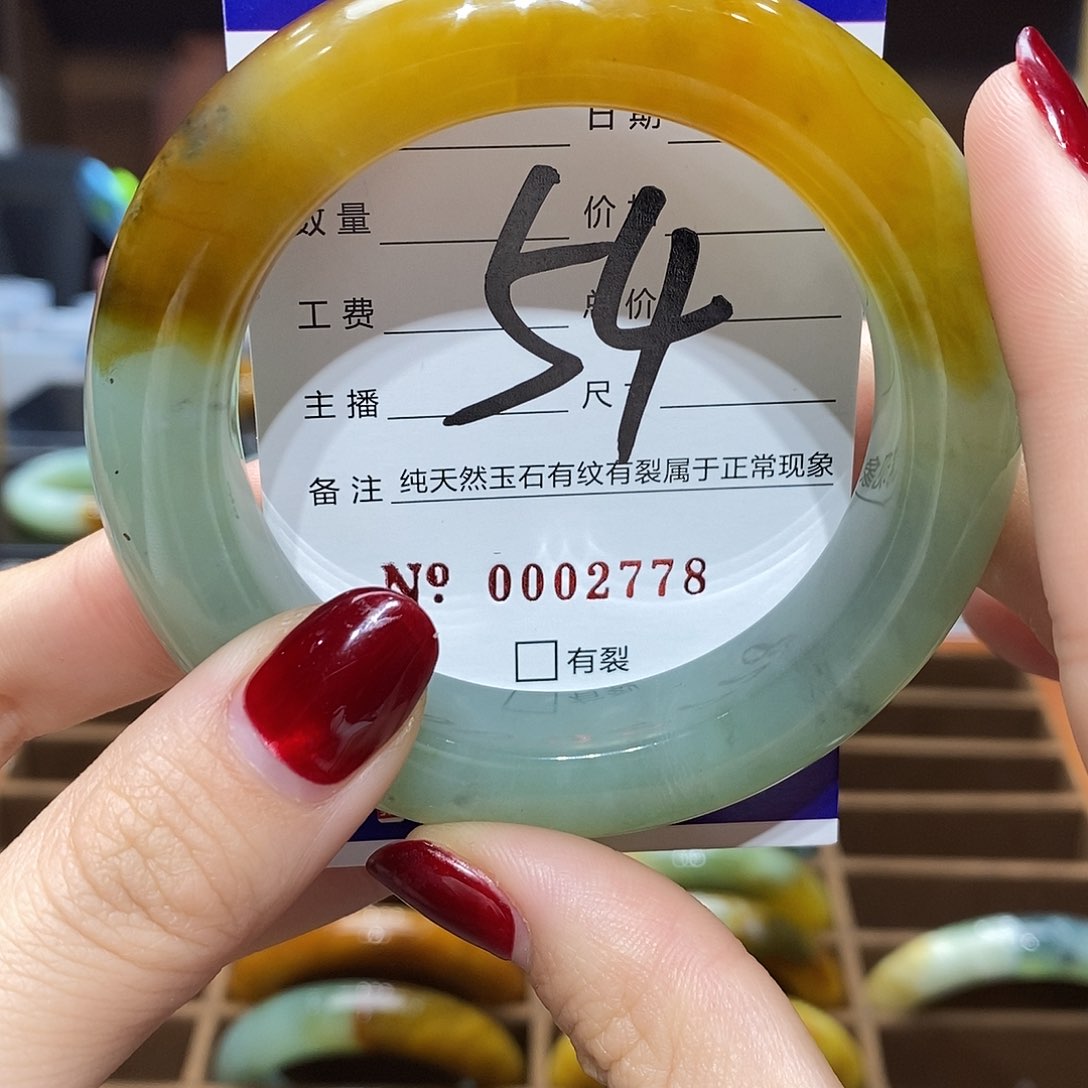 日期
数量 价
54
工费 总价
主播 尺
备注 纯天然玉石有纹有裂属于正常现象
Nº 0002778
有裂